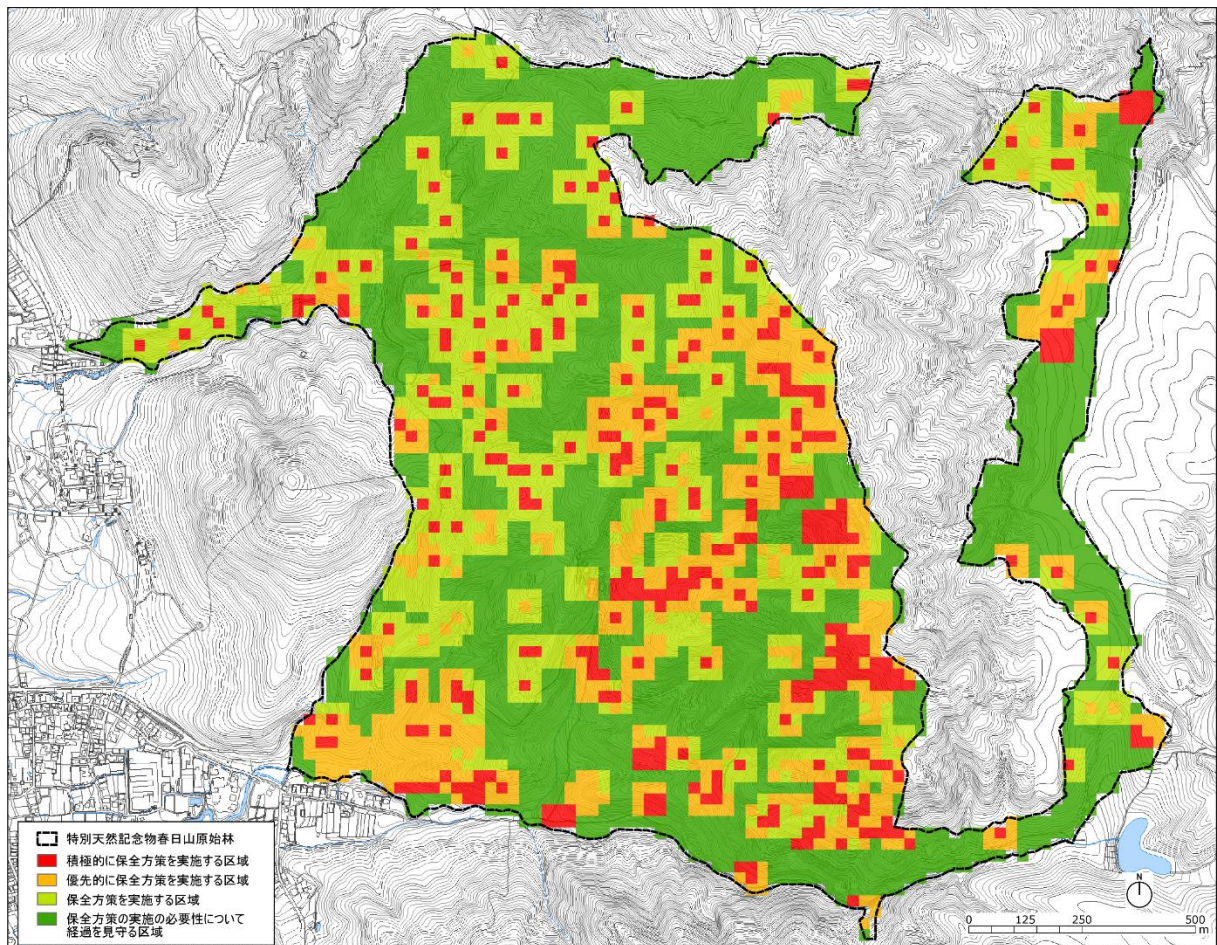 特別天然記念物春日山原始林
積極的に保全方策を実施する区域
優先的に保全方策を実施する区域
保全方策を実施する区域
保全方策の実施の必要性について
経過を見守る区域
N
0 125 250 500
m